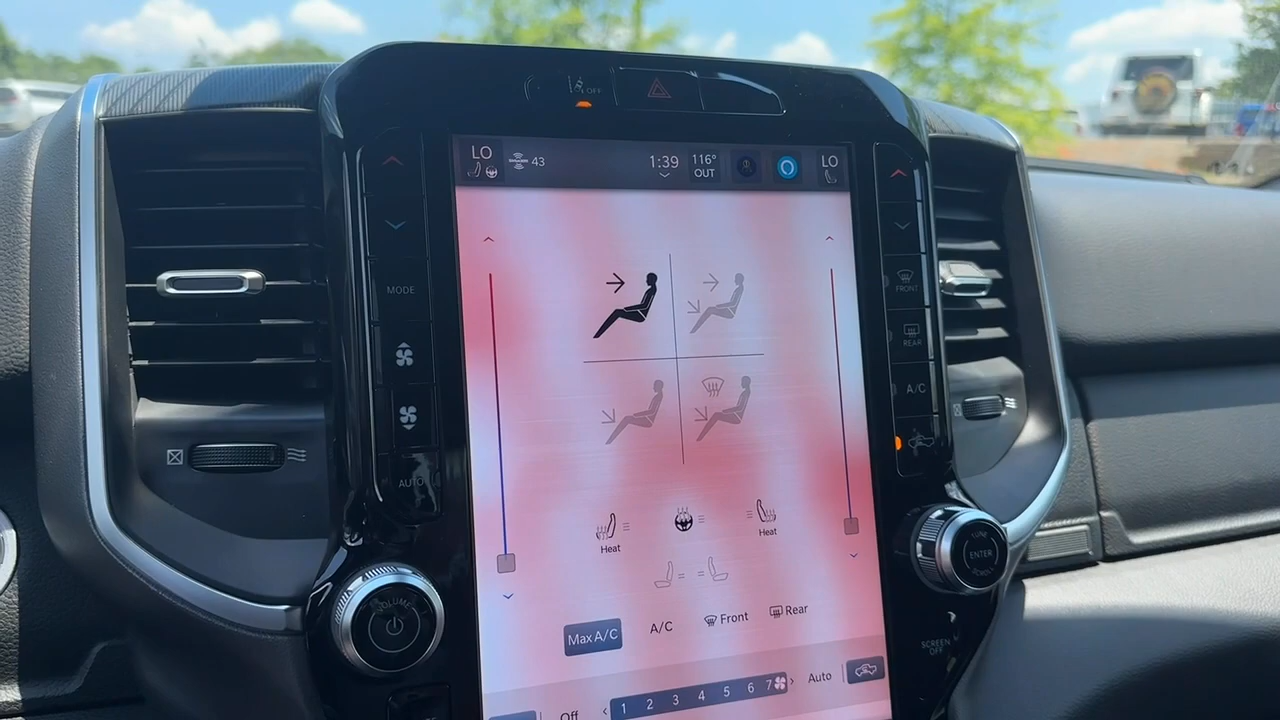 OFF
LO
SIRIUSXM
43
1:39
116°
OUT
LO
MODE
FRONT
REAR
A/C
AUTO
Heat
Heat
Max A/C
A/C
Front
Rear
Off
1 2 3 4 5 6 7
Auto
VOLUME
TUNE
ENTER
SCROLL
SCREEN
OFF